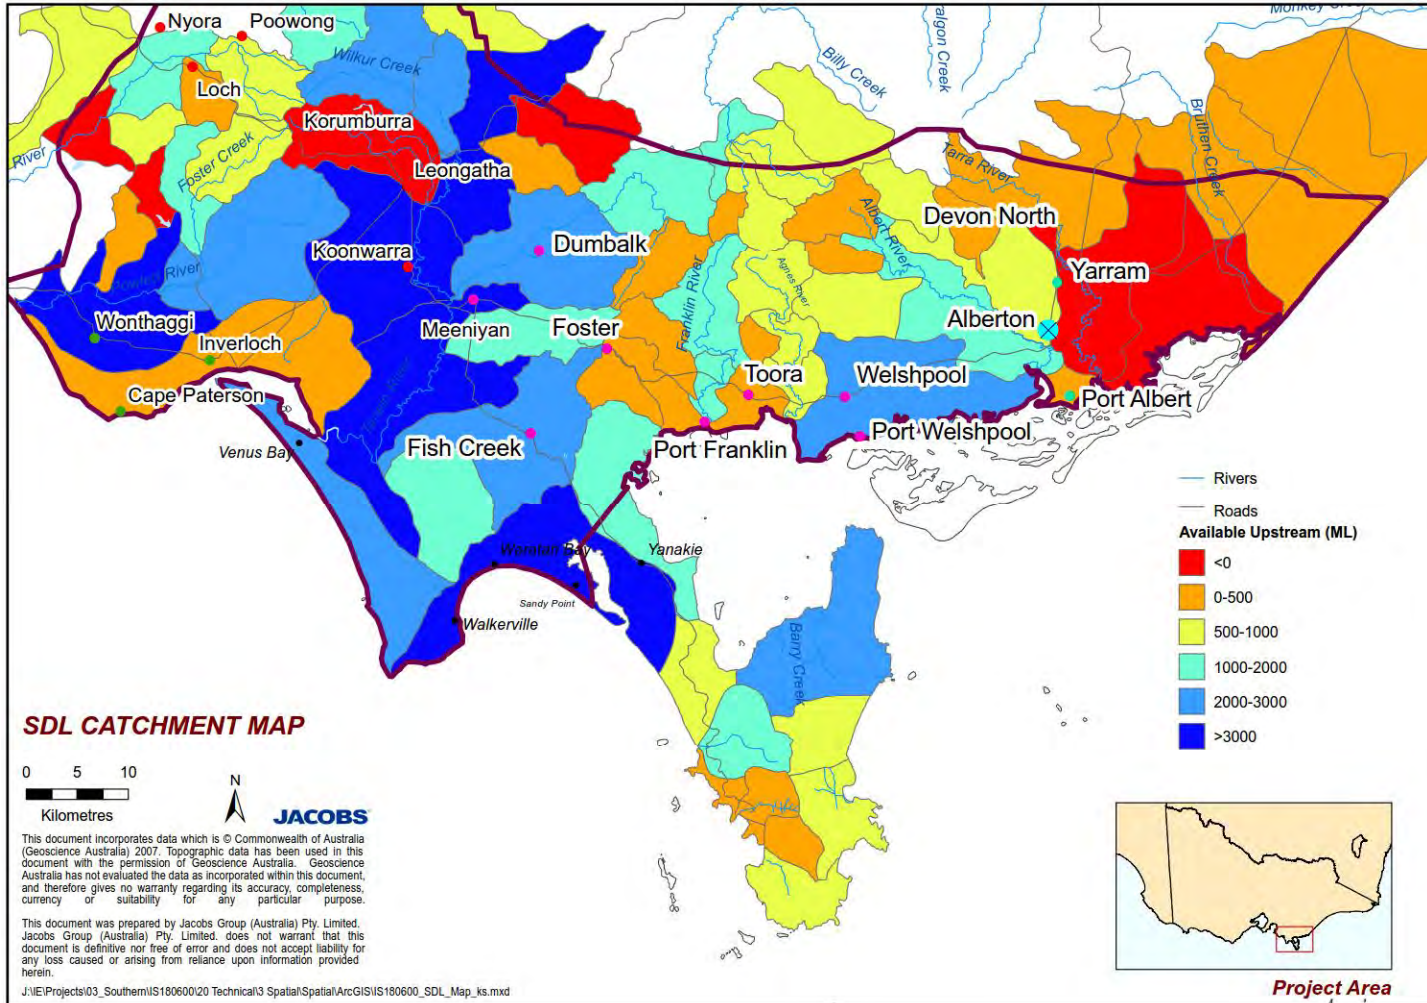 Nyora
Poowong
Monkey Creek
Wilkur Creek
Billy Creek
Loch
Korumburra
Bruthen Creek
River
Foster Creek
Leongatha
Tarra River
Devon North
Albert River
Dumbalk
Koonwarra
Yarram
Powlett River
Franklin River
Agnes River
Wonthaggi
Meeniyan
Foster
Alberton
Inverloch
Toora
Welshpool
Cape Paterson
Port Albert
Venus Bay
Fish Creek
Port Franklin
Port Welshpool
Yanakie
Sandy Point
Walkerville
Barry Creek
Rivers
Roads
Available Upstream (ML)
<0
0-500
500-1000
1000-2000
2000-3000
>3000
SDL CATCHMENT MAP
0 5 10
Kilometres
N
JACOBS
This document incorporates data which is © Commonwealth of Australia
(Geoscience Australia) 2007. Topographic data has been used in this
document with the permission of Geoscience Australia. Geoscience
Australia has not evaluated the data as incorporated within this document,
and therefore gives no warranty regarding its accuracy, completeness,
currency or suitability for any particular purpose.
This document was prepared by Jacobs Group (Australia) Pty. Limited.
Jacobs Group (Australia) Pty. Limited. does not warrant that this
document is definitive nor free of error and does not accept liability for
any loss caused or arising from reliance upon information provided
herein.
J:\IE\Projects\03_Southern\IS180600\20 Technical\3 Spatial\Spatial\ArcGIS\IS180600_SDL_Map_ks.mxd
Project Area